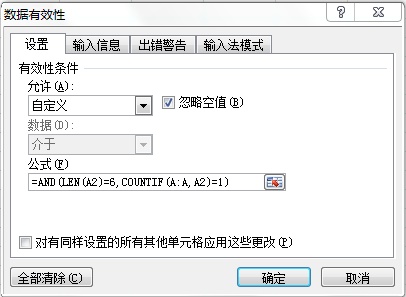 数据有效性
设置 输入信息 出错警告 输入法模式
有效性条件
允许(A):
自定义 忽略空值(B)
数据(D):
介于
公式(F)
=AND(LEN(A2)=6,COUNTIF(A:A,A2)=1)
对有同样设置的所有其他单元格应用这些更改(P)
全部清除(C) 确定 取消